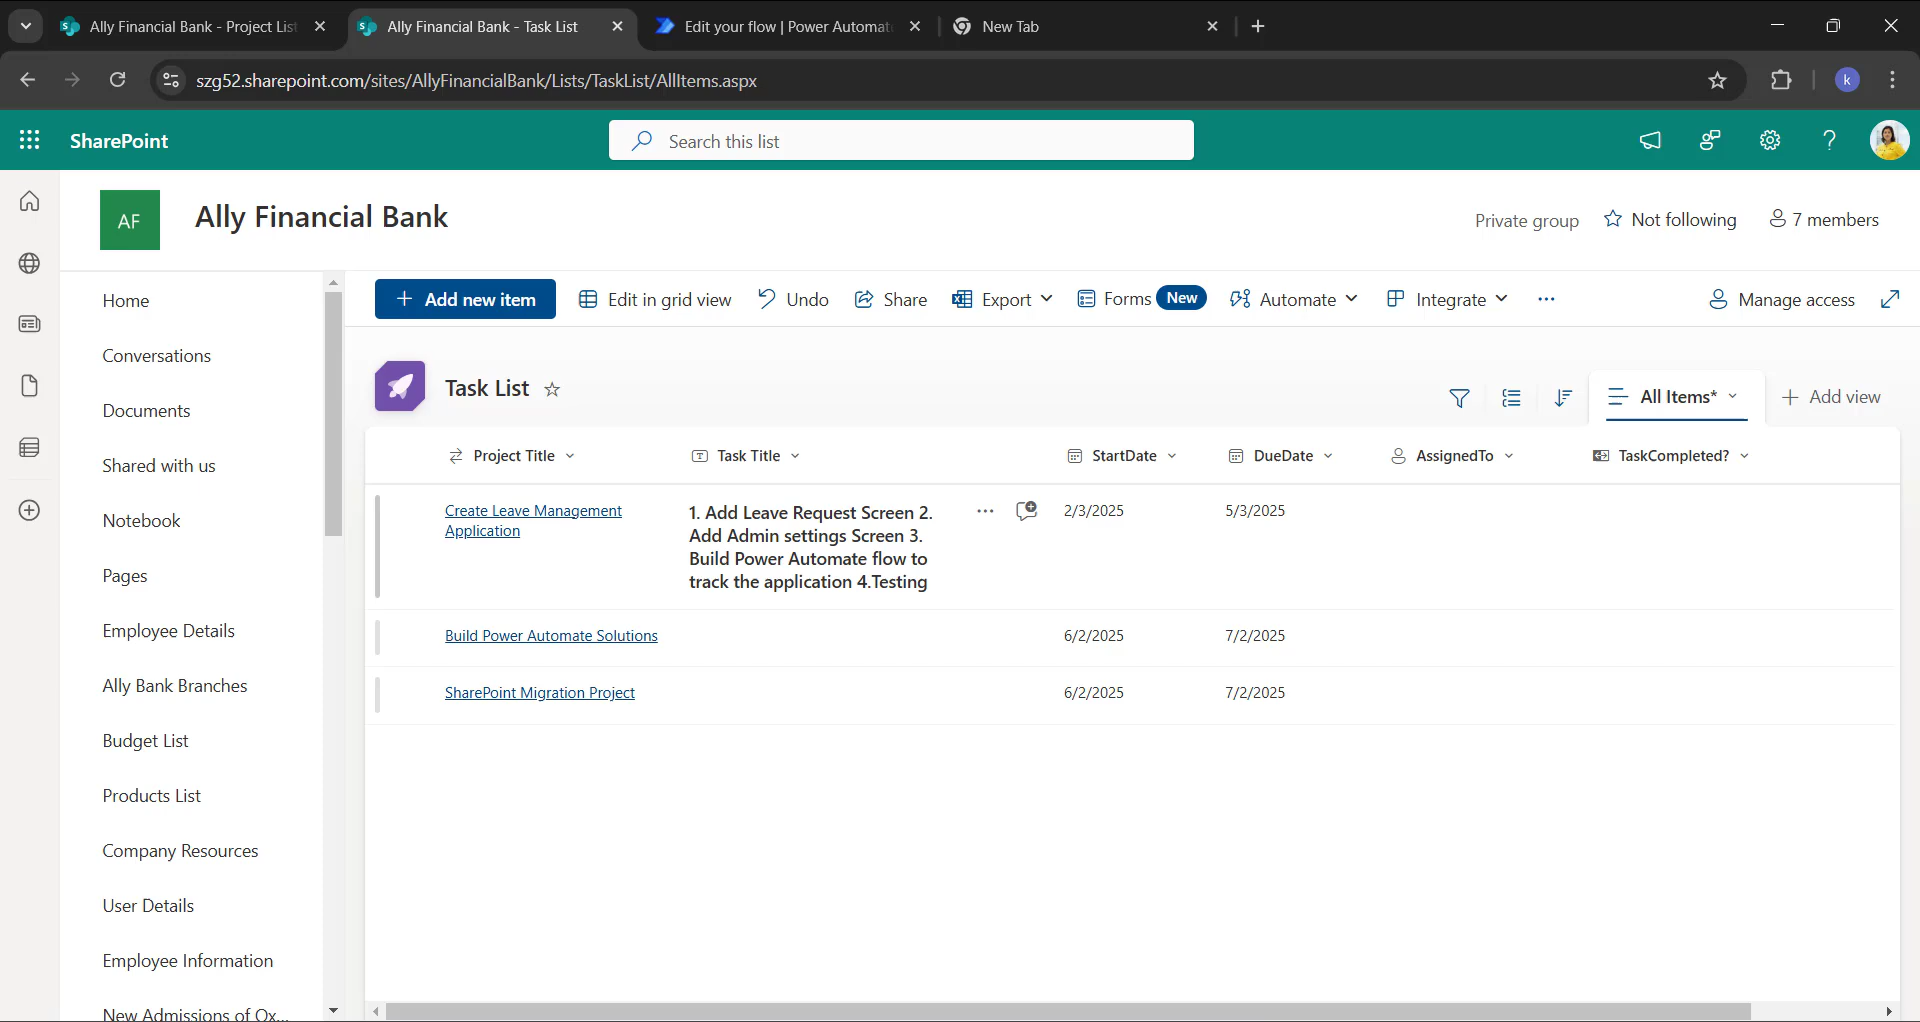 Ally Financial Bank - Project List
Ally Financial Bank - Task List
Edit your flow | Power Automat
New Tab
szg52.sharepoint.com/sites/AllyFinancialBank/Lists/TaskList/AllItems.aspx
k
SharePoint
Search this list
AF
Ally Financial Bank
Private group
Not following
7 members
Home
Conversations
Documents
Shared with us
Notebook
Pages
Employee Details
Ally Bank Branches
Budget List
Products List
Company Resources
User Details
Employee Information
New Admissions of Ox...
+ Add new item
Edit in grid view
Undo
Share
Export
Forms New
Automate
Integrate
...
Manage access
Task List
All Items*
+ Add view
Project Title
Task Title
StartDate
DueDate
AssignedTo
TaskCompleted?
Create Leave Management
Application
1. Add Leave Request Screen 2.
Add Admin settings Screen 3.
Build Power Automate flow to
track the application 4.Testing
2/3/2025
5/3/2025
Build Power Automate Solutions
6/2/2025
7/2/2025
SharePoint Migration Project
6/2/2025
7/2/2025